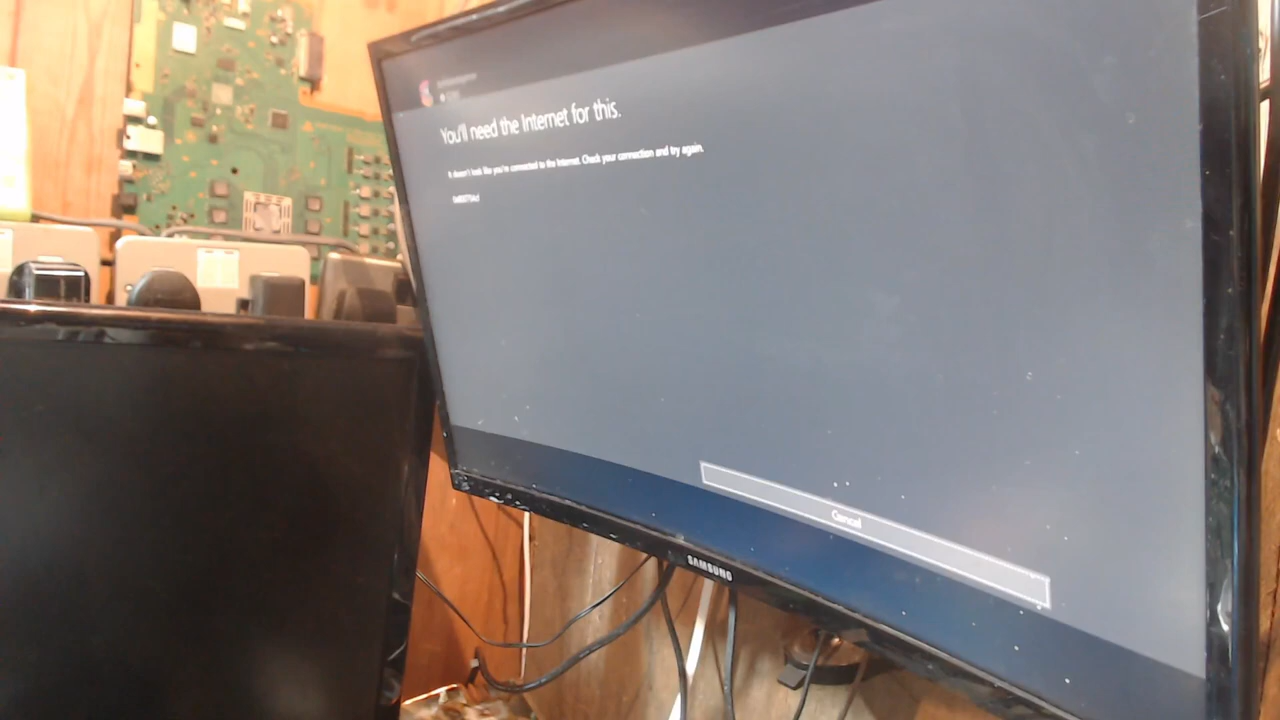 You'll need the Internet for this.
It doesn't look like you're connected to the Internet. Check your connection and try again.
Cancel
SAMSUNG